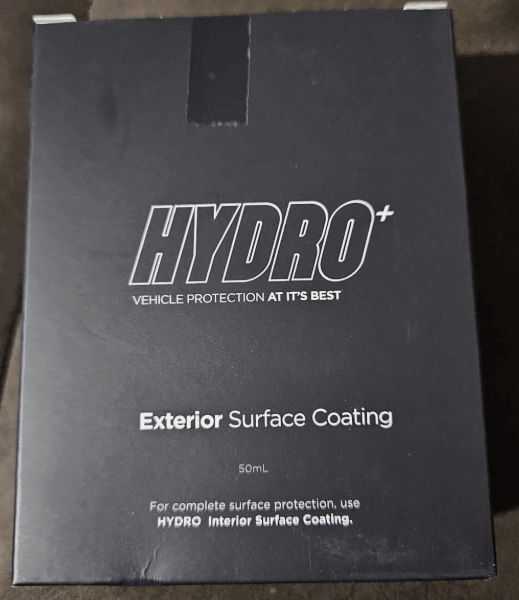 HYDRO+
VEHICLE PROTECTION AT IT'S BEST
Exterior Surface Coating
50mL
For complete surface protection, use
HYDRO Interior Surface Coating.